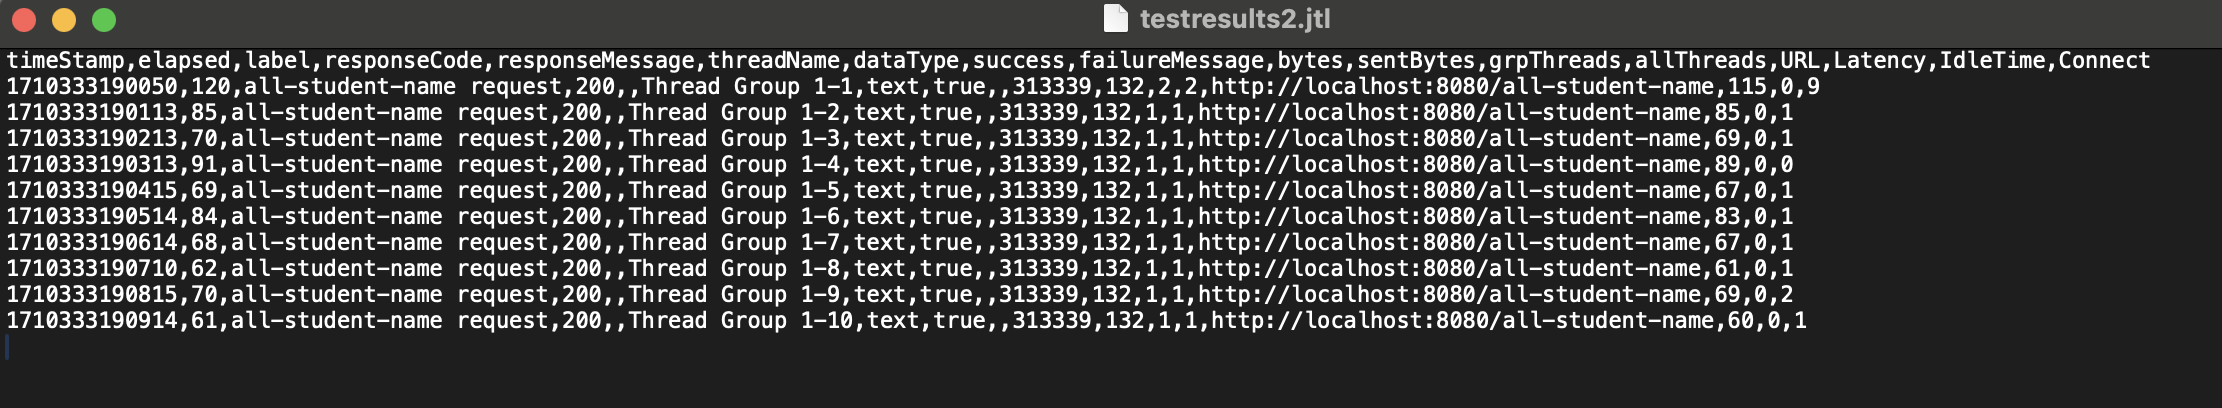 testresults2.jtl
timeStamp,elapsed,label,responseCode,responseMessage,threadName,dataType,success,failureMessage,bytes,sentBytes,grpThreads,allThreads,URL,Latency,IdleTime,Connect
1710333190050,120,all-student-name request,200,,Thread Group 1-1,text,true,,313339,132,2,2,http://localhost:8080/all-student-name,115,0,9
1710333190113,85,all-student-name request,200,,Thread Group 1-2,text,true,,313339,132,1,1,http://localhost:8080/all-student-name,85,0,1
1710333190213,70,all-student-name request,200,,Thread Group 1-3,text,true,,313339,132,1,1,http://localhost:8080/all-student-name,69,0,1
1710333190313,91,all-student-name request,200,,Thread Group 1-4,text,true,,313339,132,1,1,http://localhost:8080/all-student-name,89,0,0
1710333190415,69,all-student-name request,200,,Thread Group 1-5,text,true,,313339,132,1,1,http://localhost:8080/all-student-name,67,0,1
1710333190514,84,all-student-name request,200,,Thread Group 1-6,text,true,,313339,132,1,1,http://localhost:8080/all-student-name,83,0,1
1710333190614,68,all-student-name request,200,,Thread Group 1-7,text,true,,313339,132,1,1,http://localhost:8080/all-student-name,67,0,1
1710333190710,62,all-student-name request,200,,Thread Group 1-8,text,true,,313339,132,1,1,http://localhost:8080/all-student-name,61,0,1
1710333190815,70,all-student-name request,200,,Thread Group 1-9,text,true,,313339,132,1,1,http://localhost:8080/all-student-name,69,0,2
1710333190914,61,all-student-name request,200,,Thread Group 1-10,text,true,,313339,132,1,1,http://localhost:8080/all-student-name,60,0,1